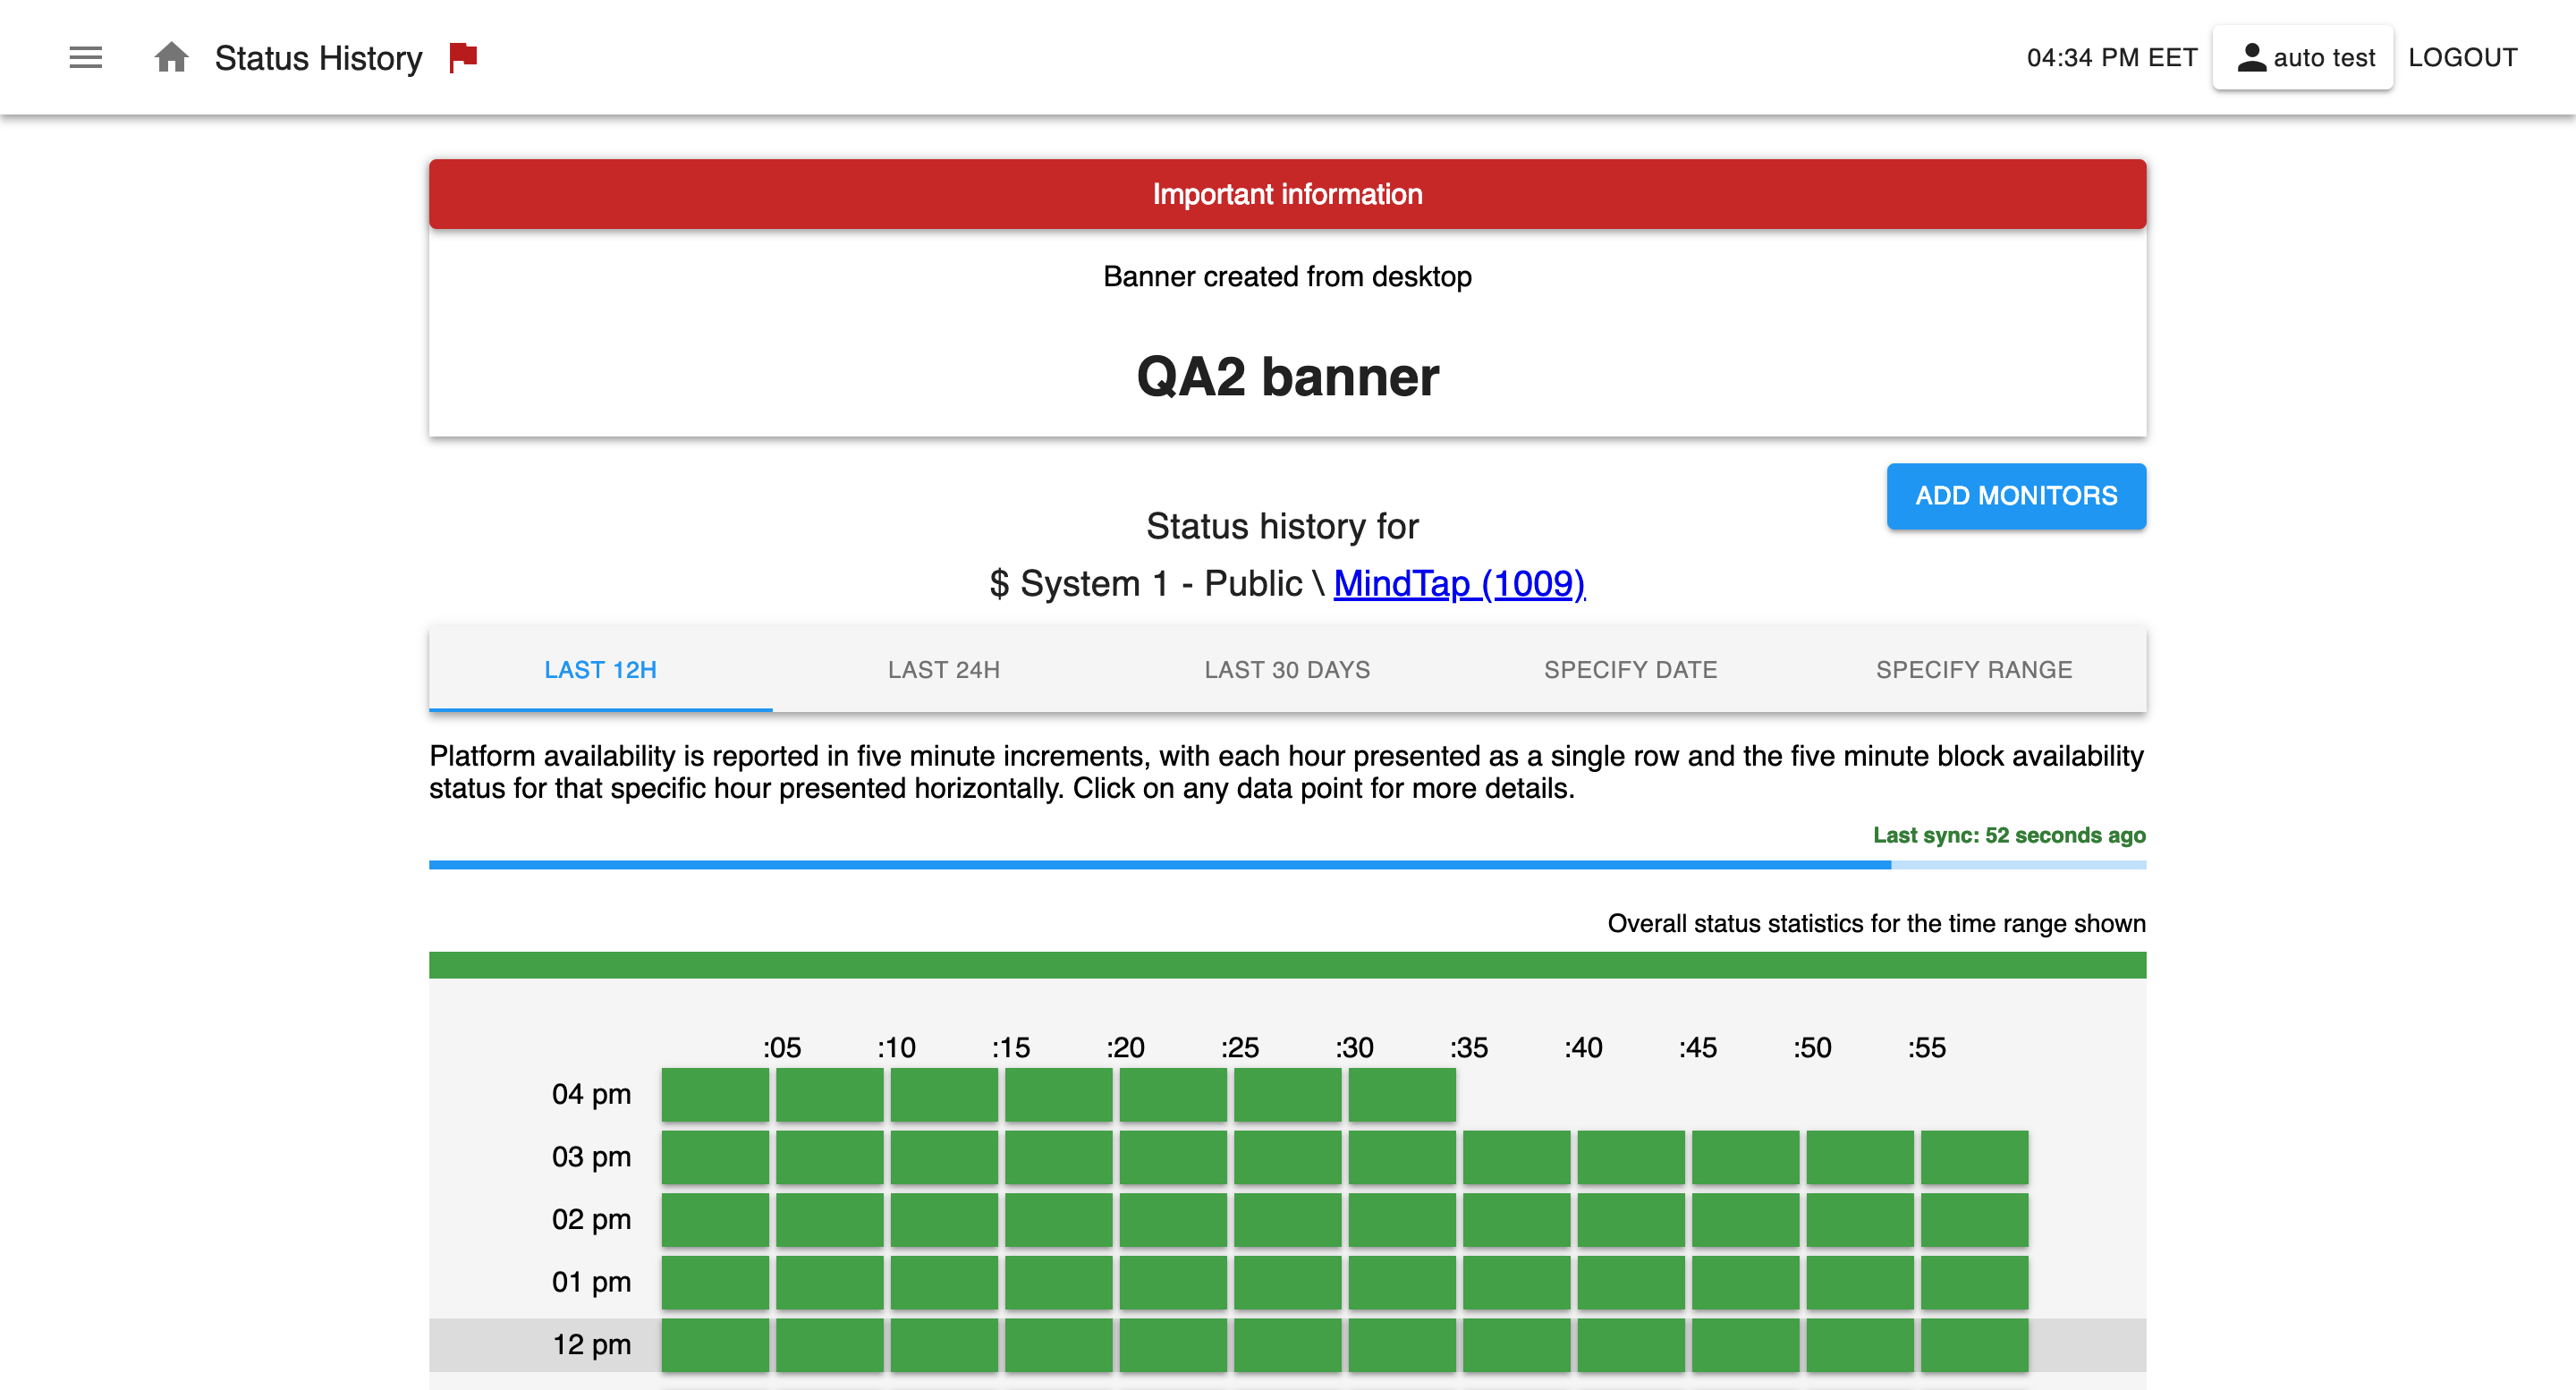 Status History
04:34 PM EET
auto test
LOGOUT
Important information
Banner created from desktop
QA2 banner
ADD MONITORS
Status history for
$ System 1 - Public \ MindTap (1009)
LAST 12H
LAST 24H
LAST 30 DAYS
SPECIFY DATE
SPECIFY RANGE
Platform availability is reported in five minute increments, with each hour presented as a single row and the five minute block availability
status for that specific hour presented horizontally. Click on any data point for more details.
Last sync: 52 seconds ago
Overall status statistics for the time range shown
:05 :10 :15 :20 :25 :30 :35 :40 :45 :50 :55
04 pm
03 pm
02 pm
01 pm
12 pm